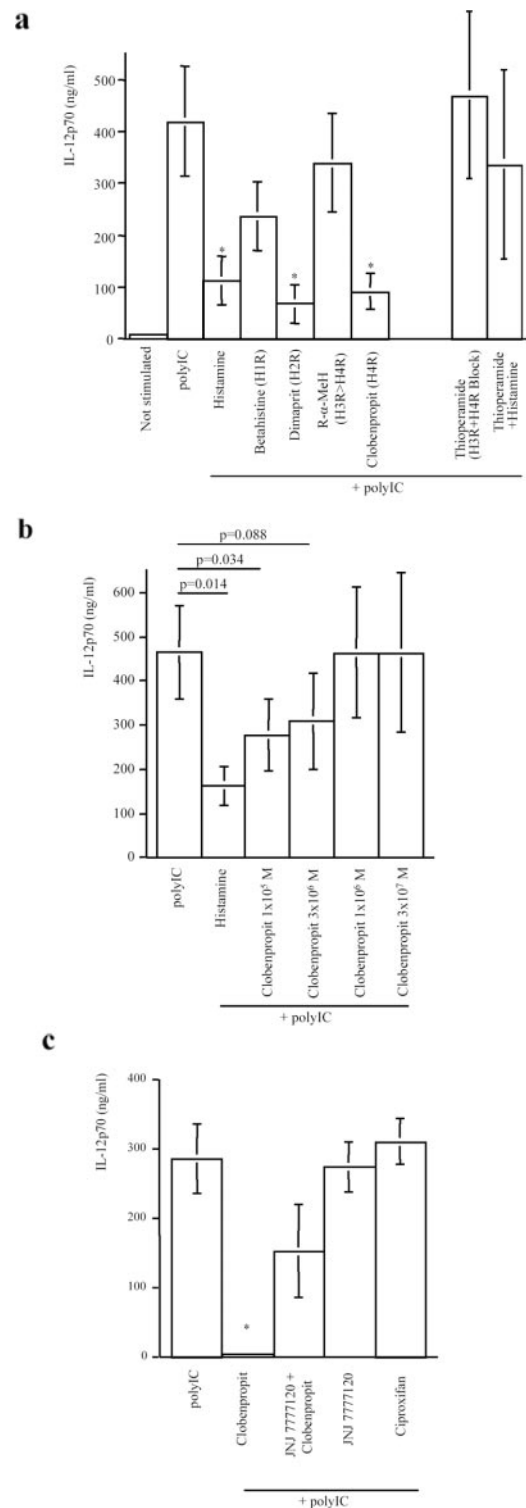 a
IL-12p70 (ng/ml)
500
400
300
200
100
0
*
*
*
Not stimulated
polyIC
Histamine
Betahistine (H1R)
Dimaprit (H2R)
R-α-MeH
(H3R>H4R)
Clobenpropit (H4R)
Thioperamide
(H3R+H4R Block)
Thioperamide
+Histamine
+ polyIC
b
p=0.088
p=0.034
p=0.014
IL-12p70 (ng/ml)
600
500
400
300
200
100
0
polyIC
Histamine
Clobenpropit 1x10⁵ M
Clobenpropit 3x10⁶ M
Clobenpropit 1x10⁶ M
Clobenpropit 3x10⁷ M
+ polyIC
c
IL-12p70 (ng/ml)
400
300
200
100
0
*
polyIC
Clobenpropit
JNJ 7777120 +
Clobenpropit
JNJ 7777120
Ciproxifan
+ polyIC